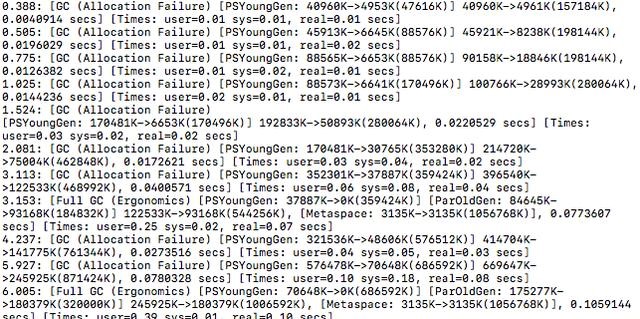 0.388: [GC (Allocation Failure) [PSYoungGen: 40960K->4953K(47616K)] 40960K->4961K(157184K),
0.0040914 secs] [Times: user=0.01 sys=0.01, real=0.01 secs]
0.505: [GC (Allocation Failure) [PSYoungGen: 45913K->6645K(88576K)] 45921K->8238K(198144K),
0.0196029 secs] [Times: user=0.01 sys=0.01, real=0.02 secs]
0.775: [GC (Allocation Failure) [PSYoungGen: 88565K->6653K(88576K)] 90158K->18846K(198144K),
0.0126382 secs] [Times: user=0.01 sys=0.02, real=0.01 secs]
1.025: [GC (Allocation Failure) [PSYoungGen: 88573K->6641K(170496K)] 100766K->28993K(280064K),
0.0144236 secs] [Times: user=0.02 sys=0.01, real=0.01 secs]
1.524: [GC (Allocation Failure)
[PSYoungGen: 170481K->6653K(170496K)] 192833K->50893K(280064K), 0.0220529 secs] [Times:
user=0.03 sys=0.02, real=0.02 secs]
2.081: [GC (Allocation Failure) [PSYoungGen: 170481K->30765K(353280K)] 214720K-
>75004K(462848K), 0.0172621 secs] [Times: user=0.03 sys=0.04, real=0.02 secs]
3.113: [GC (Allocation Failure) [PSYoungGen: 352301K->37887K(359424K)] 396540K-
>122533K(468992K), 0.0400571 secs] [Times: user=0.06 sys=0.08, real=0.04 secs]
3.153: [Full GC (Ergonomics) [PSYoungGen: 37887K->0K(359424K)] [ParOldGen: 84645K-
>93168K(184832K)] 122533K->93168K(544256K), [Metaspace: 3135K->3135K(1056768K)], 0.0773607
secs] [Times: user=0.25 sys=0.02, real=0.07 secs]
4.237: [GC (Allocation Failure) [PSYoungGen: 321536K->48606K(576512K)] 414704K-
>141775K(761344K), 0.0273516 secs] [Times: user=0.04 sys=0.05, real=0.03 secs]
5.927: [GC (Allocation Failure) [PSYoungGen: 576478K->70648K(686592K)] 669647K-
>245925K(871424K), 0.0780328 secs] [Times: user=0.10 sys=0.18, real=0.08 secs]
6.005: [Full GC (Ergonomics) [PSYoungGen: 70648K->0K(686592K)] [ParOldGen: 175277K-
>180379K(320000K)] 245925K->180379K(1006592K), [Metaspace: 3135K->3135K(1056768K)], 0.1059144
secs] [Times: user=0.39 sys=0.01, real=0.10 secs]